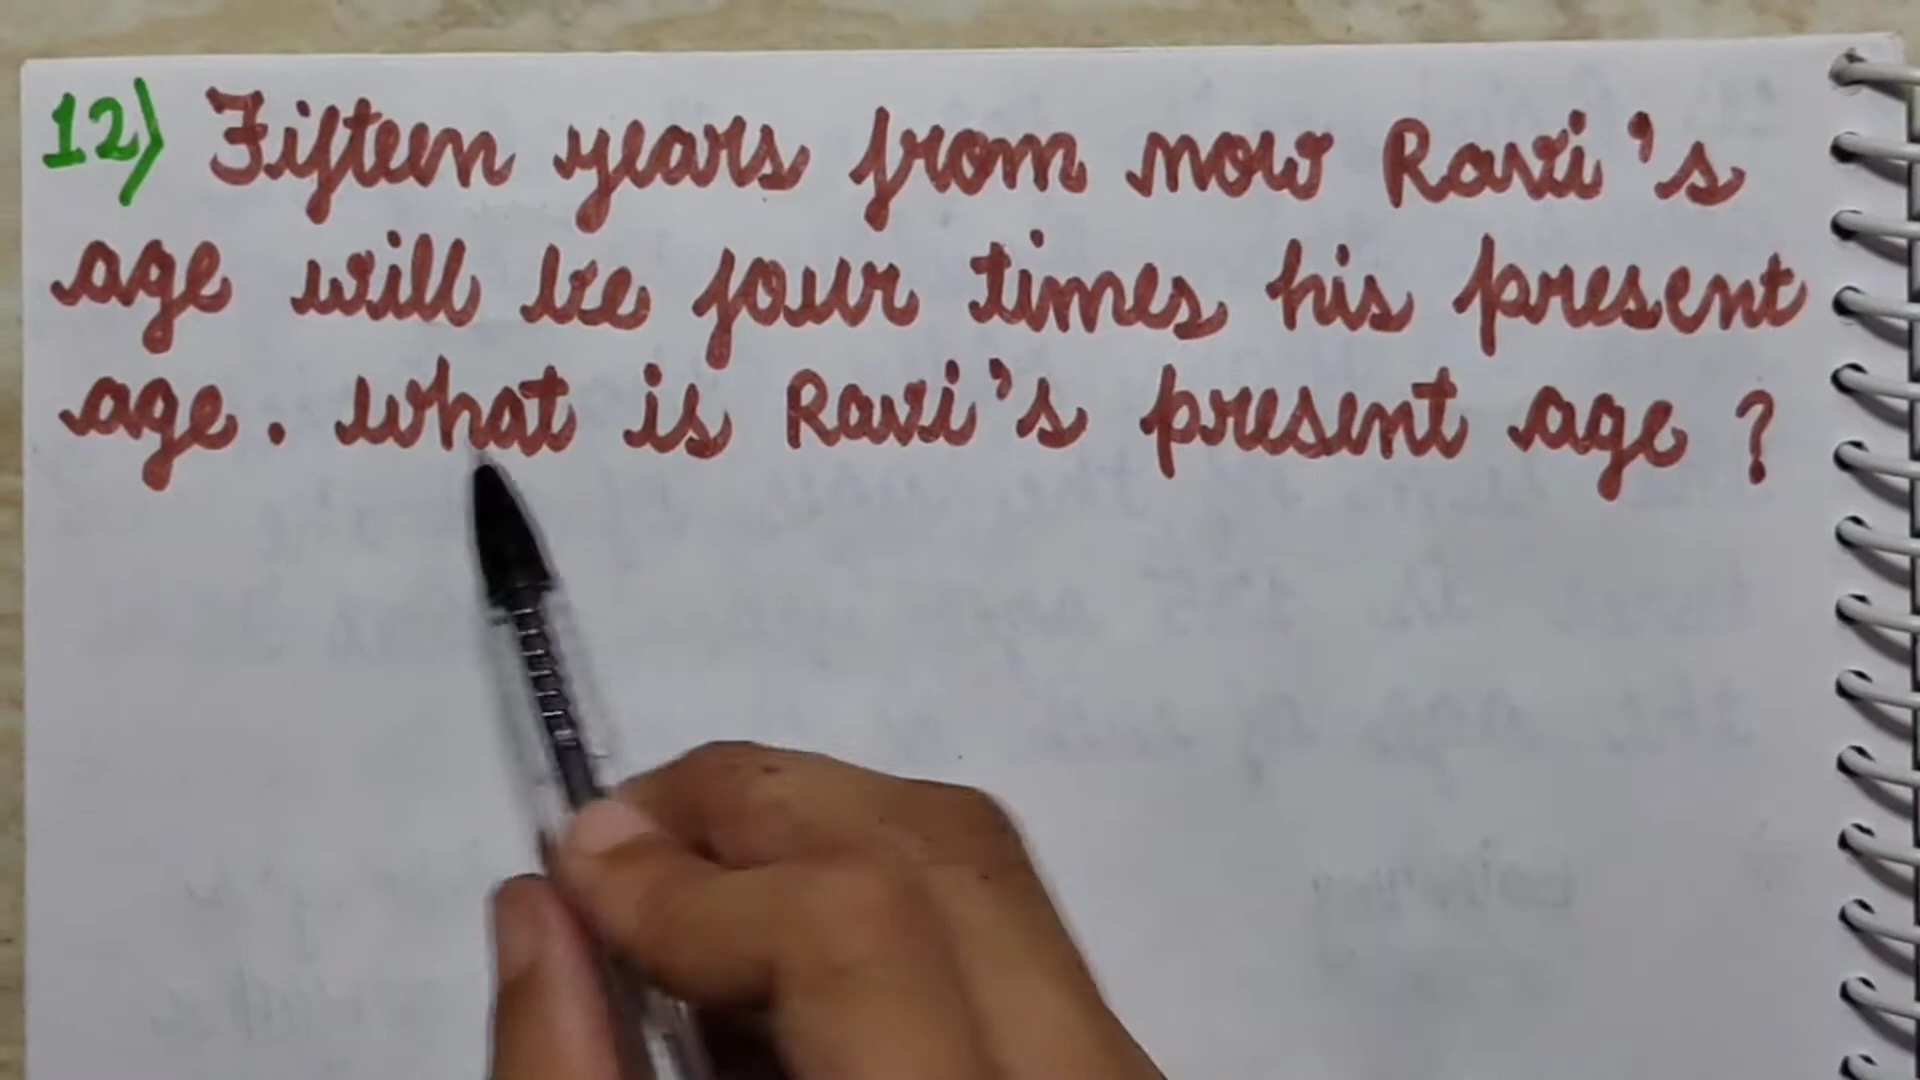 12) Fifteen years from now Ravi's
age will be four times his present
age. what is Ravi's present age?